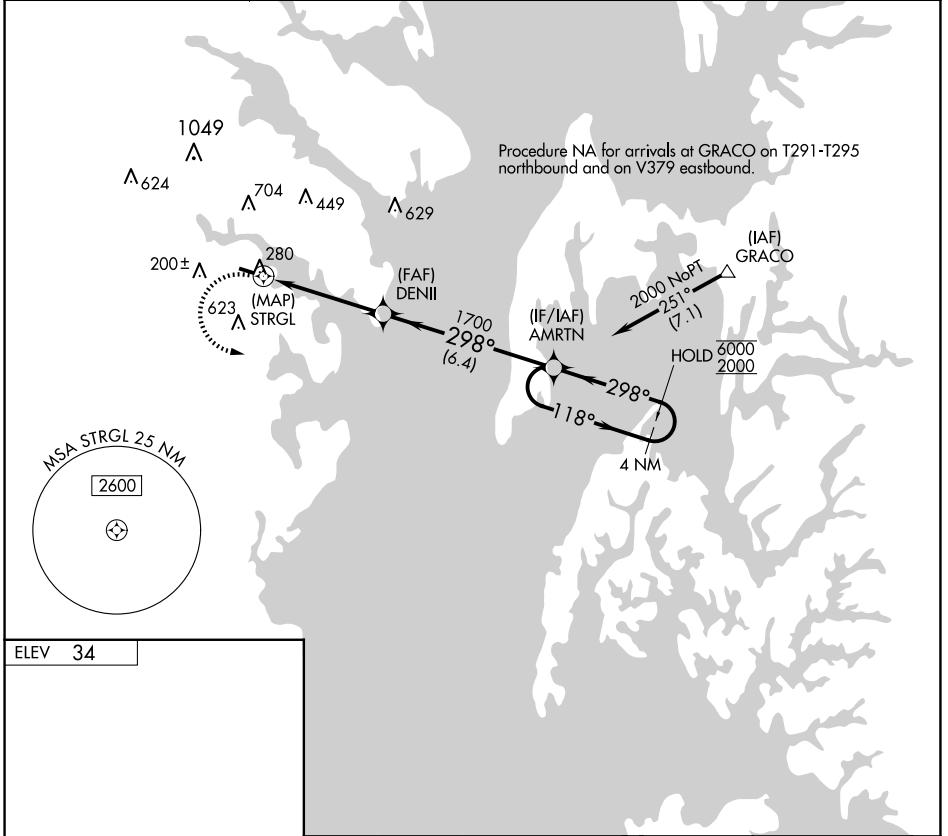 1049
624
704
449
629
Procedure NA for arrivals at GRACO on T291-T295
northbound and on V379 eastbound.
200±
280
(MAP)
STRGL
623
(FAF)
DENII
1700
298°
(6.4)
(IF/IAF)
AMRTN
(IAF)
GRACO
2000 NoPT
251°
(7.1)
HOLD
6000
2000
298°
118°
4 NM
MSA STRGL 25 NM
2600
ELEV 34